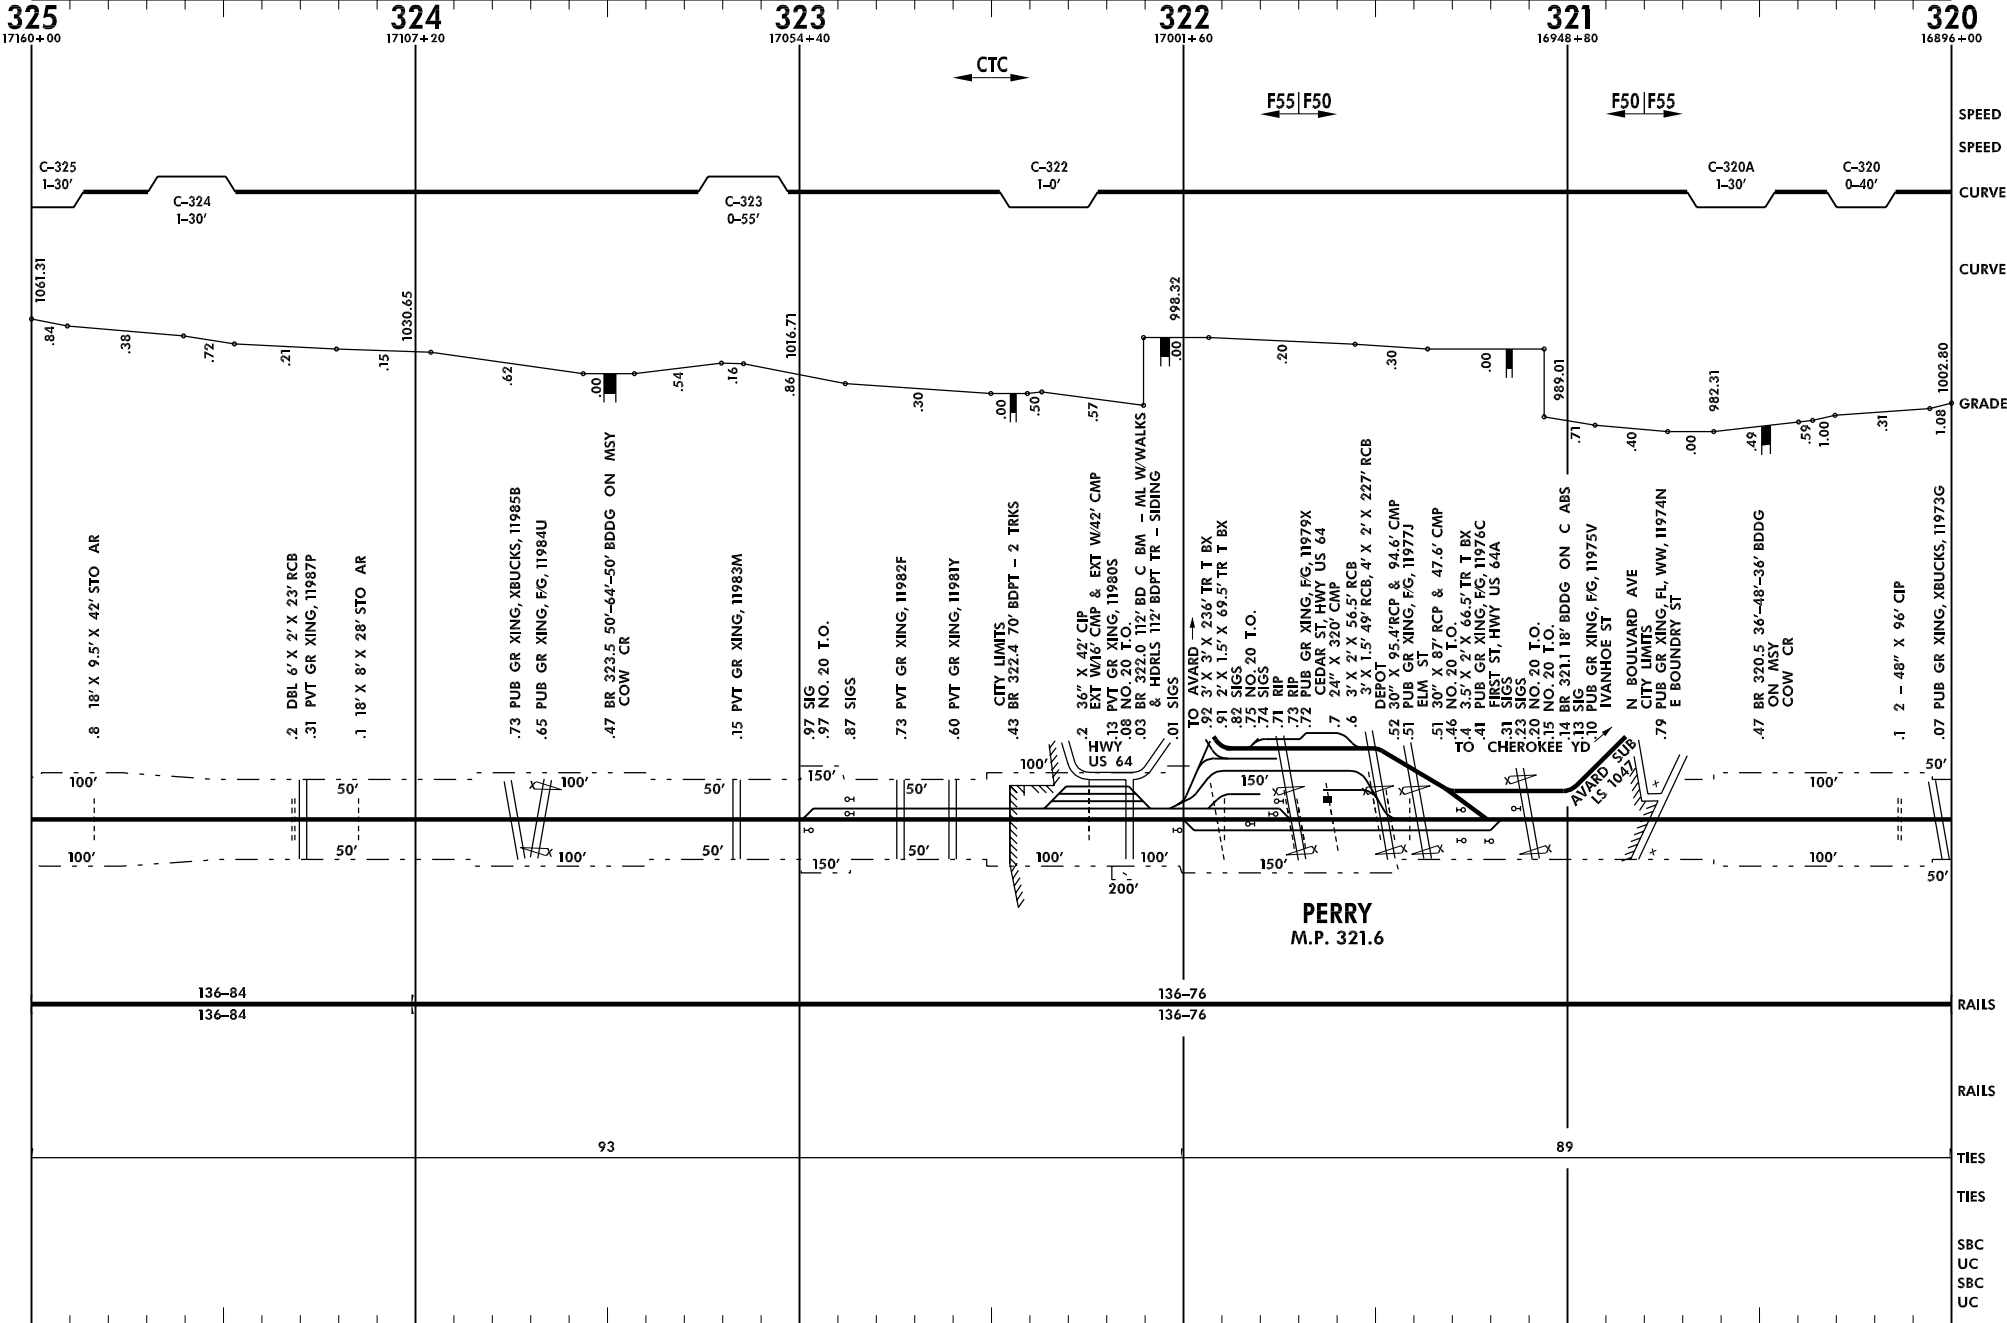 325 324 323 322 321 320
17160+00 17107+20 17054+40 17001+60 16948+80 16896+00
CTC
F55 F50
F50 F55
SPEED
SPEED
C-325
1-30'
C-324
1-30'
C-323
0-55'
C-322
1-0'
C-320A
1-30'
C-320
0-40'
CURVE
CURVE
1061.31
1030.65
1016.71
998.32
989.01
982.31
1002.80
.84
.38
.72
.21
.15
.62
.00
.54
.16
.86
.30
.00
.50
.57
.00
.20
.30
.00
.71
.40
.00
.49
.59
1.00
.31
1.08
GRADE
.8 18' X 9.5' X 42' STO AR
.2 DBL 6' X 2' X 23' RCB
.31 PVT GR XING, 11987P
.1 18' X 8' X 28' STO AR
.73 PUB GR XING, XBUCKS, 11985B
.65 PUB GR XING, F/G, 11984U
.47 BR 323.5 50'-64'-50' BDDG ON MSY
COW CR
.15 PVT GR XING, 11983M
.97 SIG
.97 NO. 20 T.O.
.87 SIGS
.73 PVT GR XING, 11982F
.60 PVT GR XING, 11981Y
CITY LIMITS
.43 BR 322.4 70' BDPT - 2 TRKS
.2 36" X 42' CIP
EXT W/16' CMP & EXT W/42' CMP
.13 PVT GR XING, 11980S
.08 NO. 20 T.O.
.03 BR 322.0 112' BD C BM - ML W/WALKS
& HDRLS 112' BDPT TR - SIDING
.01 SIGS
TO AVARD
.92 3' X 3' X 236' TR T BX
.91 2' X 1.5' X 69.5' TR T BX
.82 SIGS
.75 NO. 20 T.O.
.74 SIGS
.71 RIP
.73 RIP
.72 PUB GR XING, F/G, 11979X
CEDAR ST, HWY US 64
.7 24" X 320' CMP
.6 3' X 2' X 56.5' RCB
3' X 1.5' 49' RCB, 4' X 2' X 227' RCB
DEPOT
.52 30" X 95.4' RCP & 94.6' CMP
.51 PUB GR XING, F/G, 11977J
ELM ST
.51 30" X 87' RCP & 47.6' CMP
.46 NO. 20 T.O.
.4 3.5' X 2' X 66.5' TR T BX
.41 PUB GR XING, F/G, 11976C
FIRST ST, HWY US 64A
.31 SIGS
.23 SIGS
.20 NO. 20 T.O.
.15 NO. 20 T.O.
.14 BR 321.1 18' BDDG ON C ABS
.13 SIG
.10 PUB GR XING, F/G, 11975V
IVANHOE ST
N BOULVARD AVE
CITY LIMITS
.79 PUB GR XING, FL, WW, 11974N
E BOUNDRY ST
.47 BR 320.5 36'-48'-36' BDDG
ON MSY
COW CR
.1 2 - 48" X 96' CIP
.07 PUB GR XING, XBUCKS, 11973G
HWY
US 64
TO CHEROKEE YD
AVARD SUB
LS 1047
100' 100' 50' 100' 50' 150' 50' 100' 150' 100' 50'
100' 50' 100' 50' 150' 50' 100' 100' 150' 100' 50'
200'
PERRY
M.P. 321.6
136-84 136-76
136-84 136-76
RAILS
RAILS
93 89
TIES
TIES
SBC
UC
SBC
UC